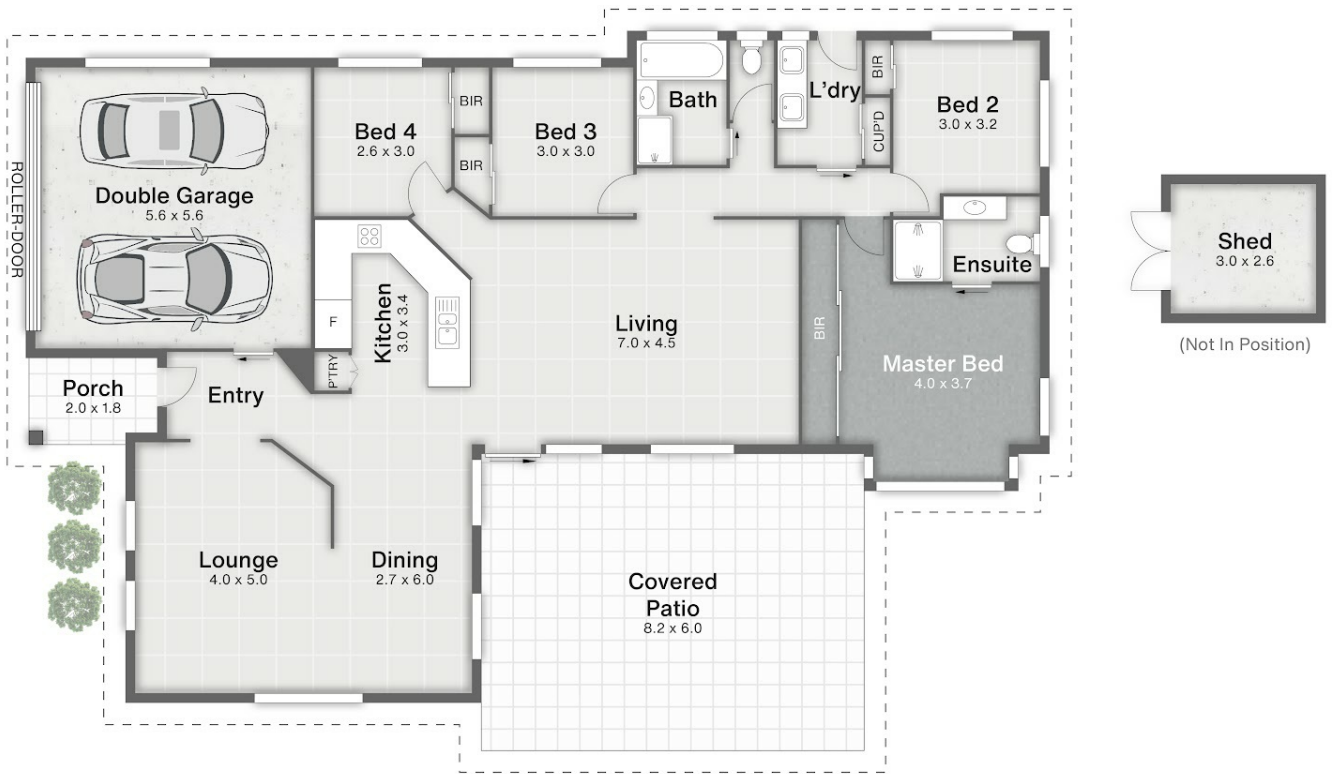 Double Garage
5.6 x 5.6
ROLLER-DOOR
Bed 4
2.6 x 3.0
BIR
BIR
Bed 3
3.0 x 3.0
Bath
L'dry
BIR
CUP'D
Bed 2
3.0 x 3.2
Ensuite
Shed
3.0 x 2.6
(Not In Position)
Porch
2.0 x 1.8
Entry
F
P'TRY
Kitchen
3.0 x 3.4
Living
7.0 x 4.5
BIR
Master Bed
4.0 x 3.7
Lounge
4.0 x 5.0
Dining
2.7 x 6.0
Covered
Patio
8.2 x 6.0